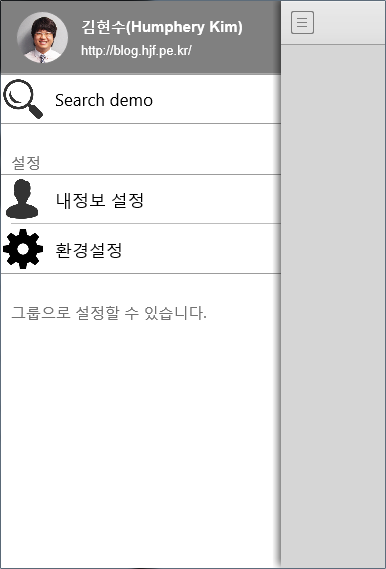 김현수(Humphery Kim)
http://blog.hjf.pe.kr/
Search demo
설정
내정보 설정
환경설정
그룹으로 설정할 수 있습니다.